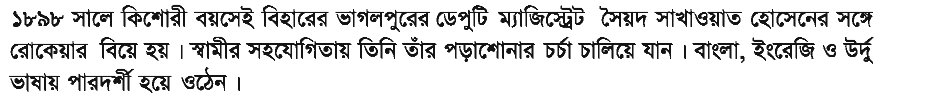 ১৮৯৮ সালে কিশোরী বয়সেই বিহারের ভাগলপুরের ডেপুটি ম্যাজিস্ট্রেট সৈয়দ সাখাওয়াত হোসেনের সঙ্গে
রোকেয়ার বিয়ে হয় । স্বামীর সহযোগিতায় তিনি তাঁর পড়াশোনার চর্চা চালিয়ে যান । বাংলা, ইংরেজি ও উর্দু
ভাষায় পারদর্শী হয়ে ওঠেন ।